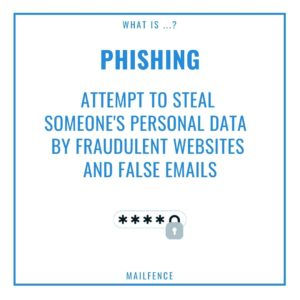 WHAT IS ...?
PHISHING
ATTEMPT TO STEAL
SOMEONE'S PERSONAL DATA
BY FRAUDULENT WEBSITES
AND FALSE EMAILS
****
MAILFENCE